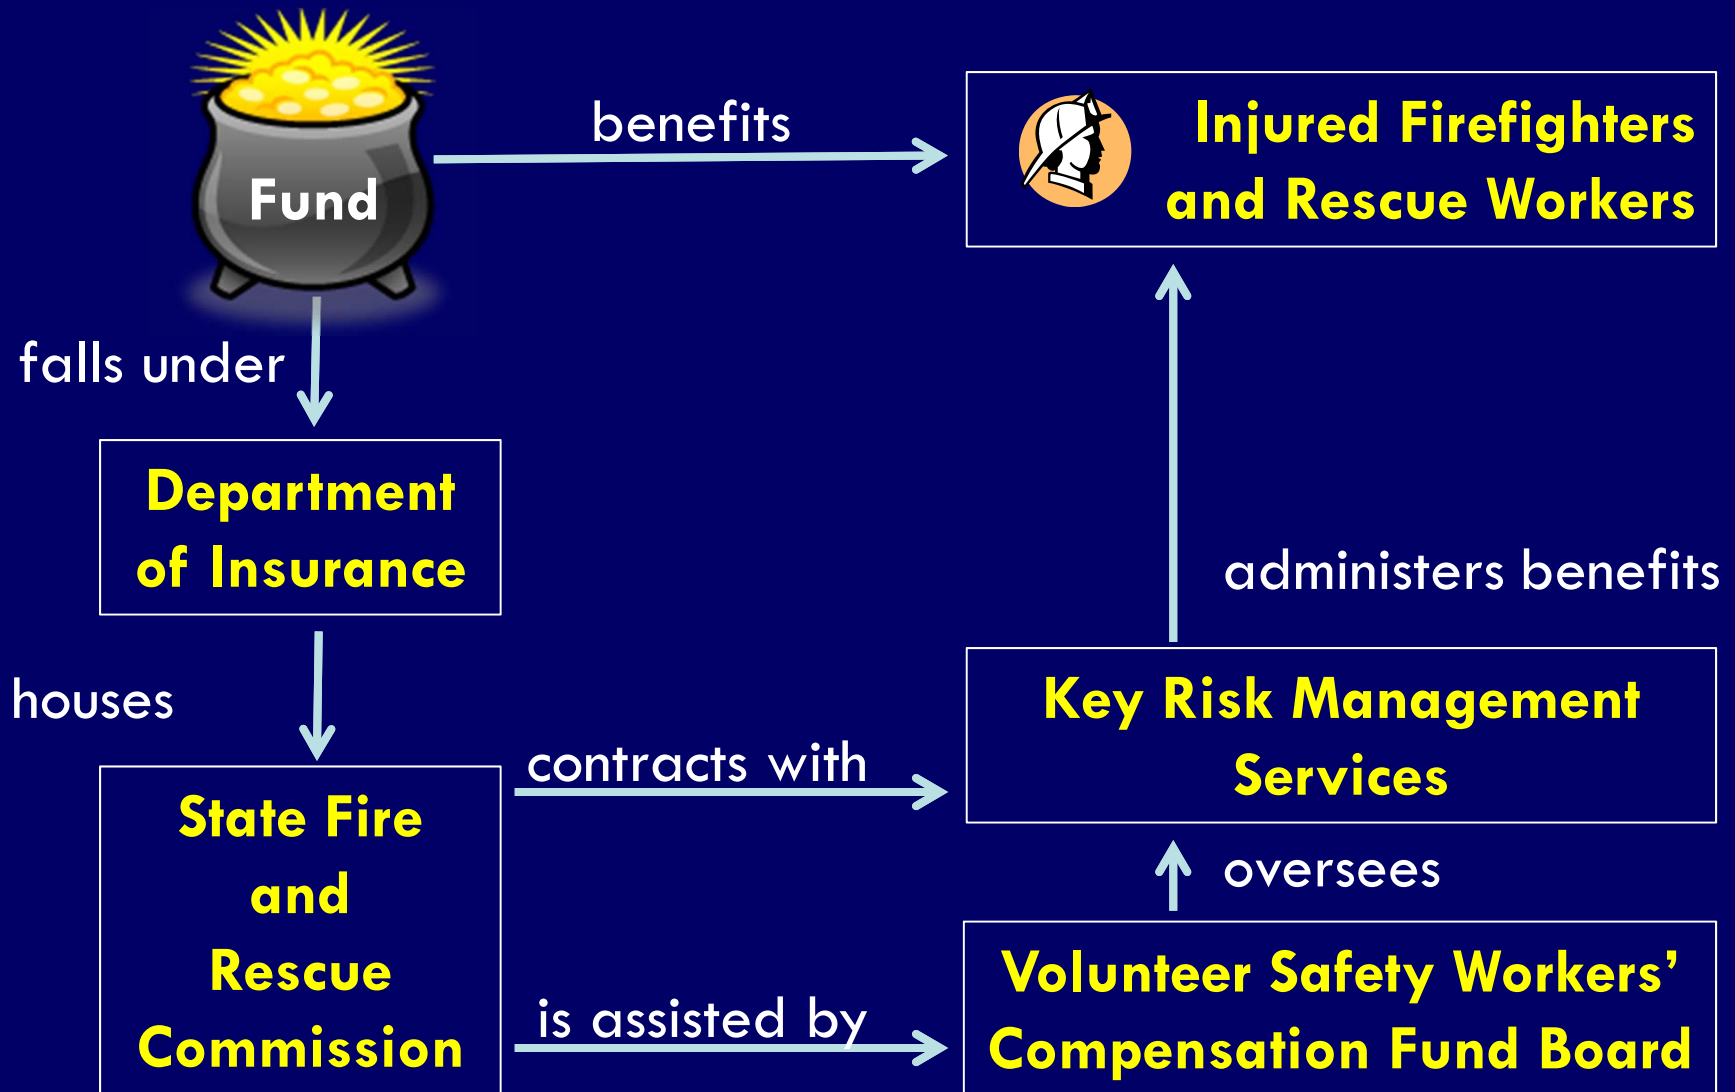 Fund
benefits
Injured Firefighters
and Rescue Workers
falls under
Department
of Insurance
administers benefits
houses
Key Risk Management
Services
contracts with
State Fire
and
Rescue
Commission
oversees
is assisted by
Volunteer Safety Workers’
Compensation Fund Board